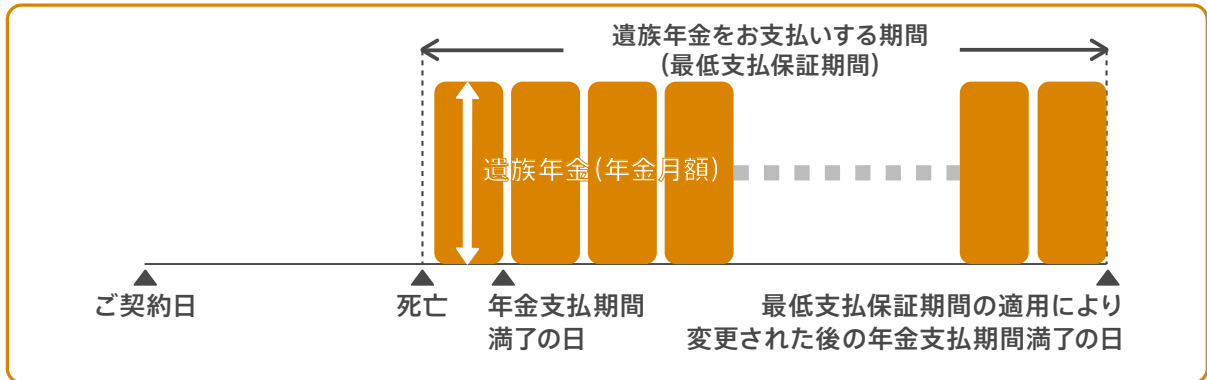 遺族年金をお支払いする期間
(最低支払保証期間)
遺族年金(年金月額)
ご契約日
死亡
年金支払期間
満了の日
最低支払保証期間の適用により
変更された後の年金支払期間満了の日